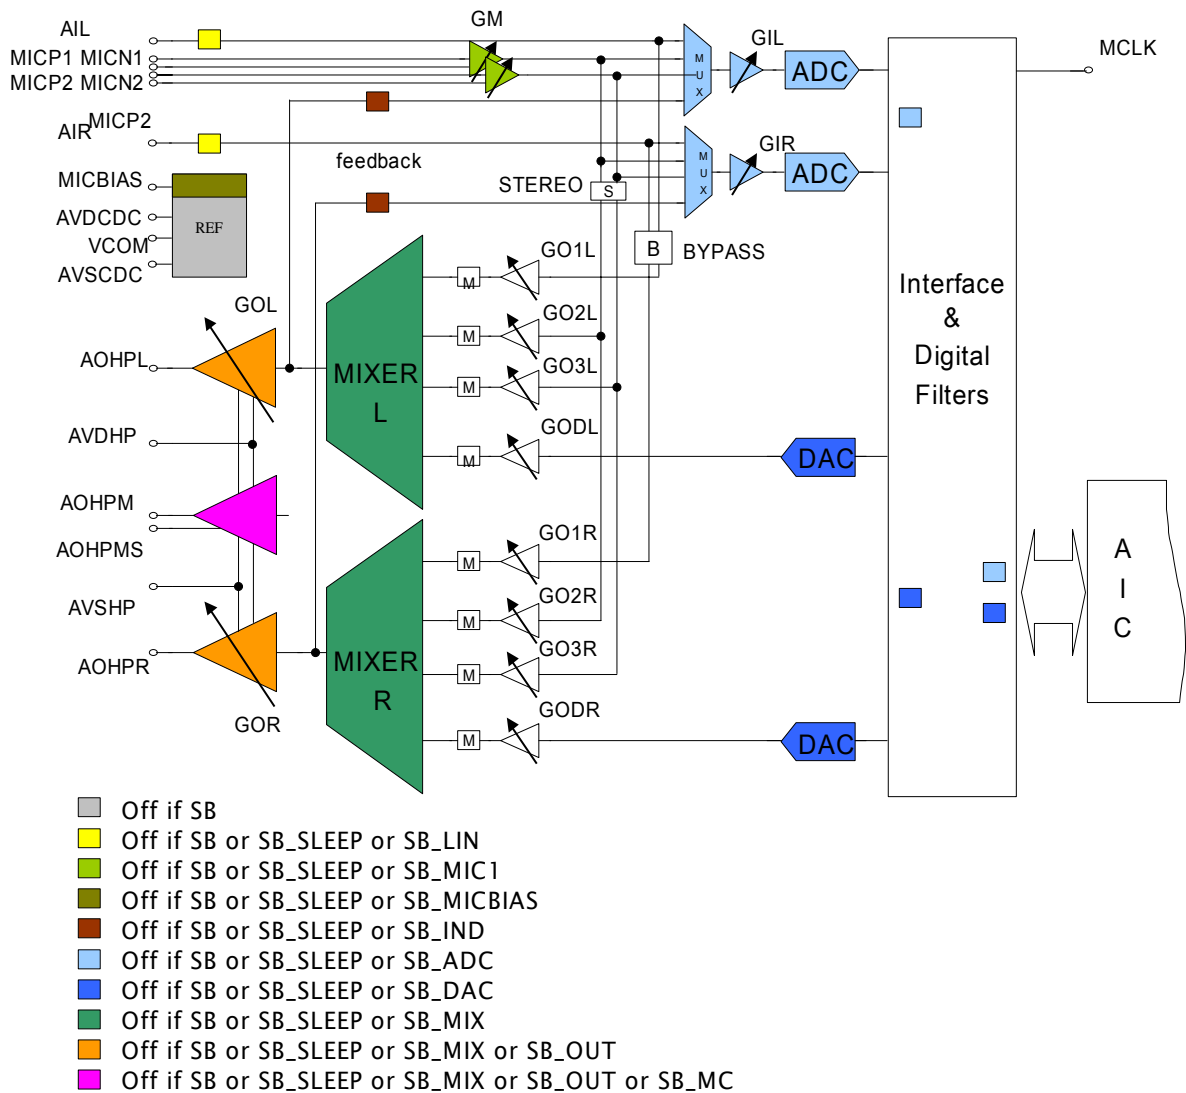 AIL
GM
MICP1 MICN1
GIL
MCLK
MUX
ADC
MICP2 MICN2
MICP2
AIR
GIR
feedback
MUX
ADC
MICBIAS
STEREO
S
AVDCDC
REF
VCOM
B
BYPASS
AVSCDC
GO1L
M
Interface
&
Digital
Filters
GOL
GO2L
M
AOHPL
MIXER
L
GO3L
M
AVDHP
GODL
M
DAC
AOHPM
AOHPMS
GO1R
M
A
I
C
AVSHP
GO2R
M
AOHPR
MIXER
R
GO3R
M
GOR
GODR
M
DAC
Off if SB
Off if SB or SB_SLEEP or SB_LIN
Off if SB or SB_SLEEP or SB_MIC1
Off if SB or SB_SLEEP or SB_MICBIAS
Off if SB or SB_SLEEP or SB_IND
Off if SB or SB_SLEEP or SB_ADC
Off if SB or SB_SLEEP or SB_DAC
Off if SB or SB_SLEEP or SB_MIX
Off if SB or SB_SLEEP or SB_MIX or SB_OUT
Off if SB or SB_SLEEP or SB_MIX or SB_OUT or SB_MC